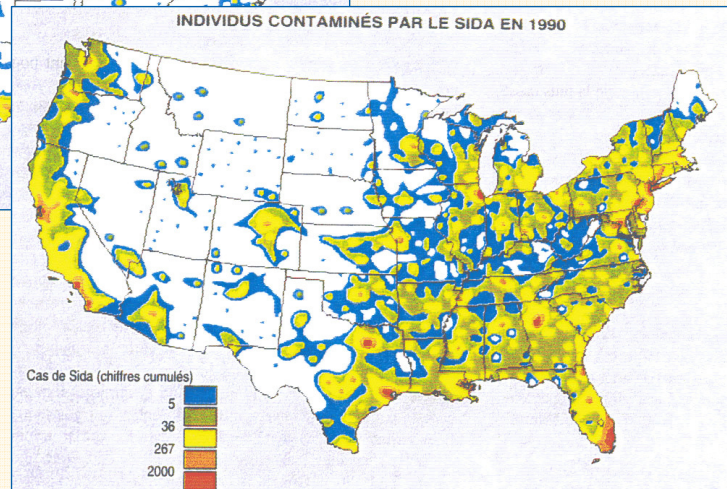 INDIVIDUS CONTAMINÉS PAR LE SIDA EN 1990
Cas de Sida (chiffres cumulés)
5
36
267
2000